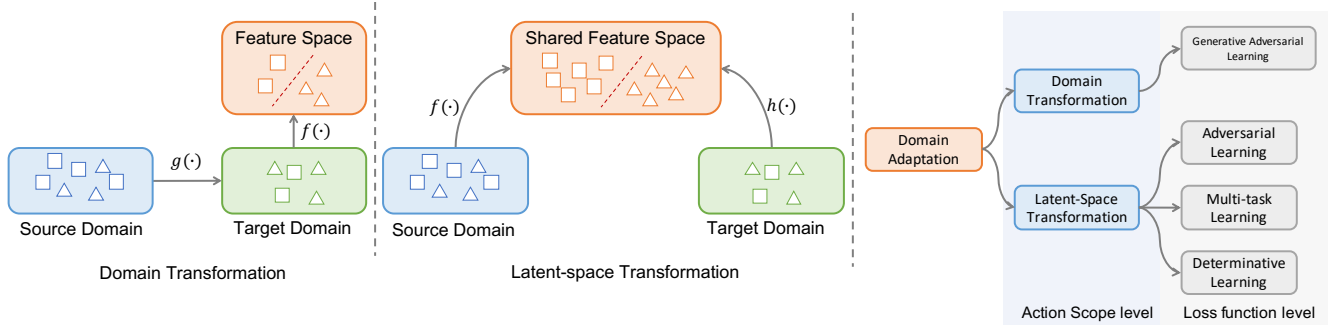 Feature Space
g(·)
f(·)
Source Domain
Target Domain
Domain Transformation
Shared Feature Space
f(·)
h(·)
Source Domain
Target Domain
Latent-space Transformation
Domain
Adaptation
Domain
Transformation
Latent-Space
Transformation
Generative Adversarial
Learning
Adversarial
Learning
Multi-task
Learning
Determinative
Learning
Action Scope level
Loss function level